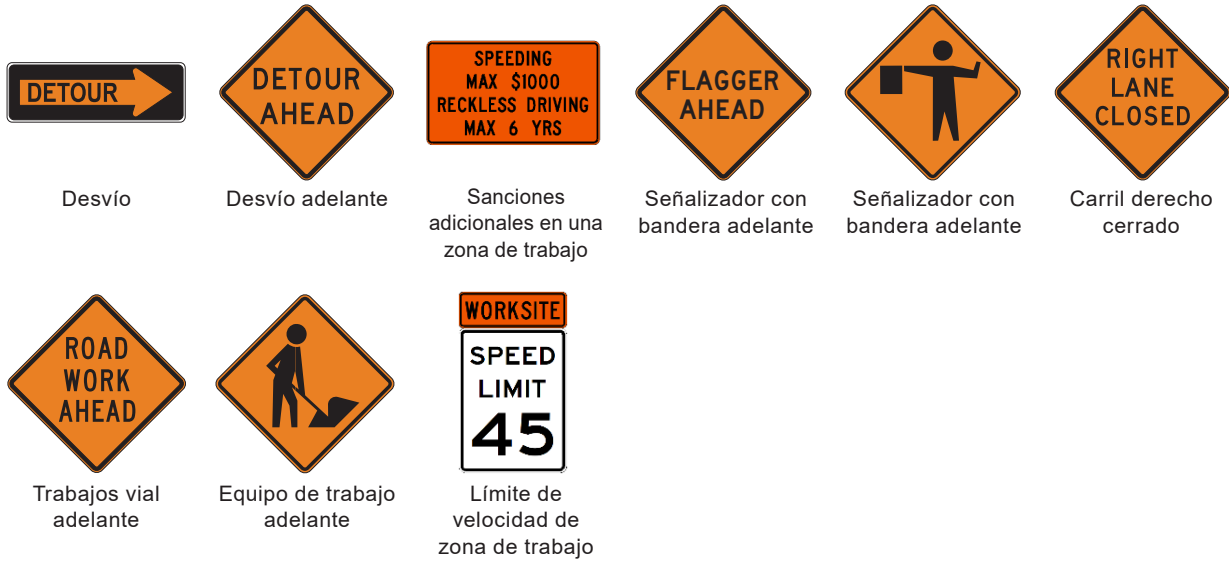 DETOUR
DETOUR
AHEAD
SPEEDING
MAX $1000
RECKLESS DRIVING
MAX 6 YRS
FLAGGER
AHEAD
RIGHT
LANE
CLOSED
Desvío
Desvío adelante
Sanciones
adicionales en una
zona de trabajo
Señalizador con
bandera adelante
Señalizador con
bandera adelante
Carril derecho
cerrado
ROAD
WORK
AHEAD
WORKSITE
SPEED
LIMIT
45
Trabajos vial
adelante
Equipo de trabajo
adelante
Límite de
velocidad de
zona de trabajo